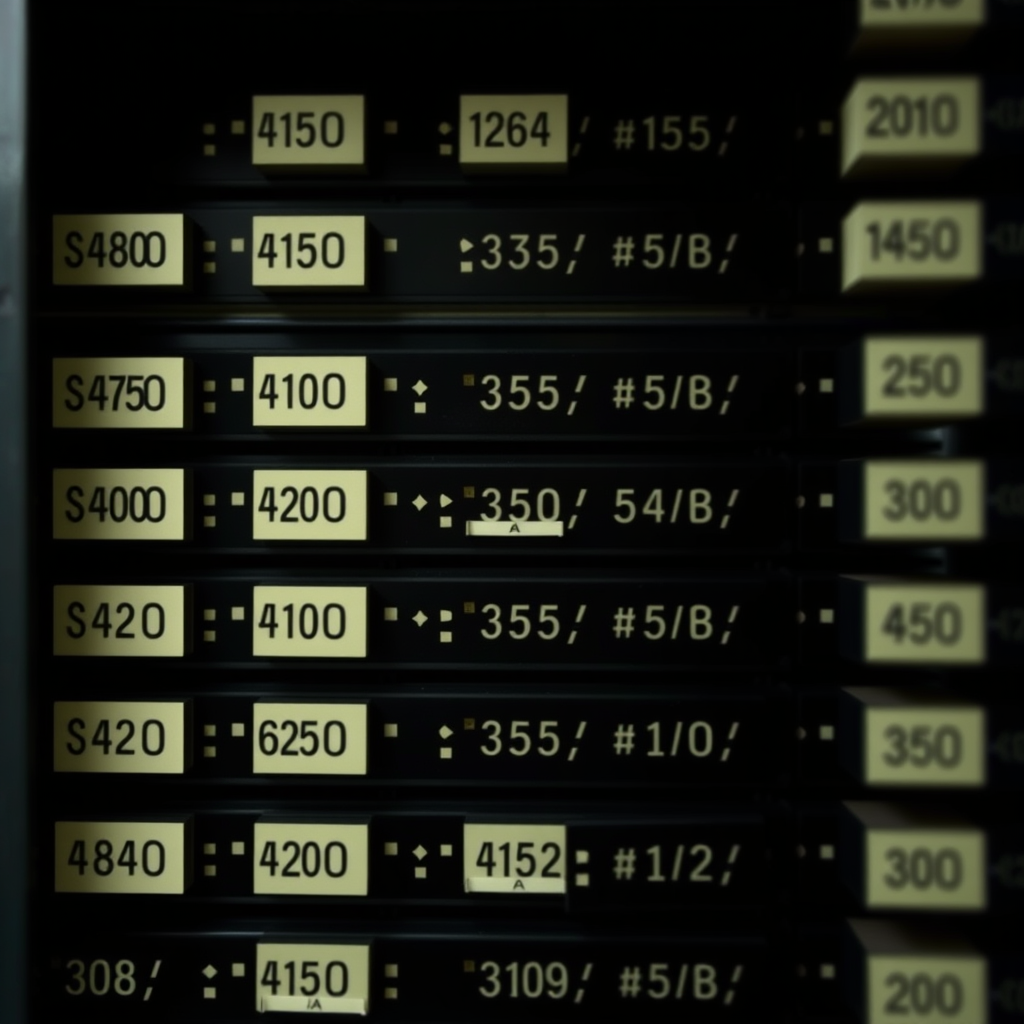 4150 1264 #155/ 2010
S4800 4150 335/ #5/B/ 1450
S4750 4100 355/ #5/B/ 250
S4000 4200 350/ 54/B/ 300
A
S420 4100 355/ #5/B/ 450
S420 6250 355/ #1/0/ 350
4840 4200 4152 : #1/2/ 300
A
308/ 4150 3109/ #5/B/ 200